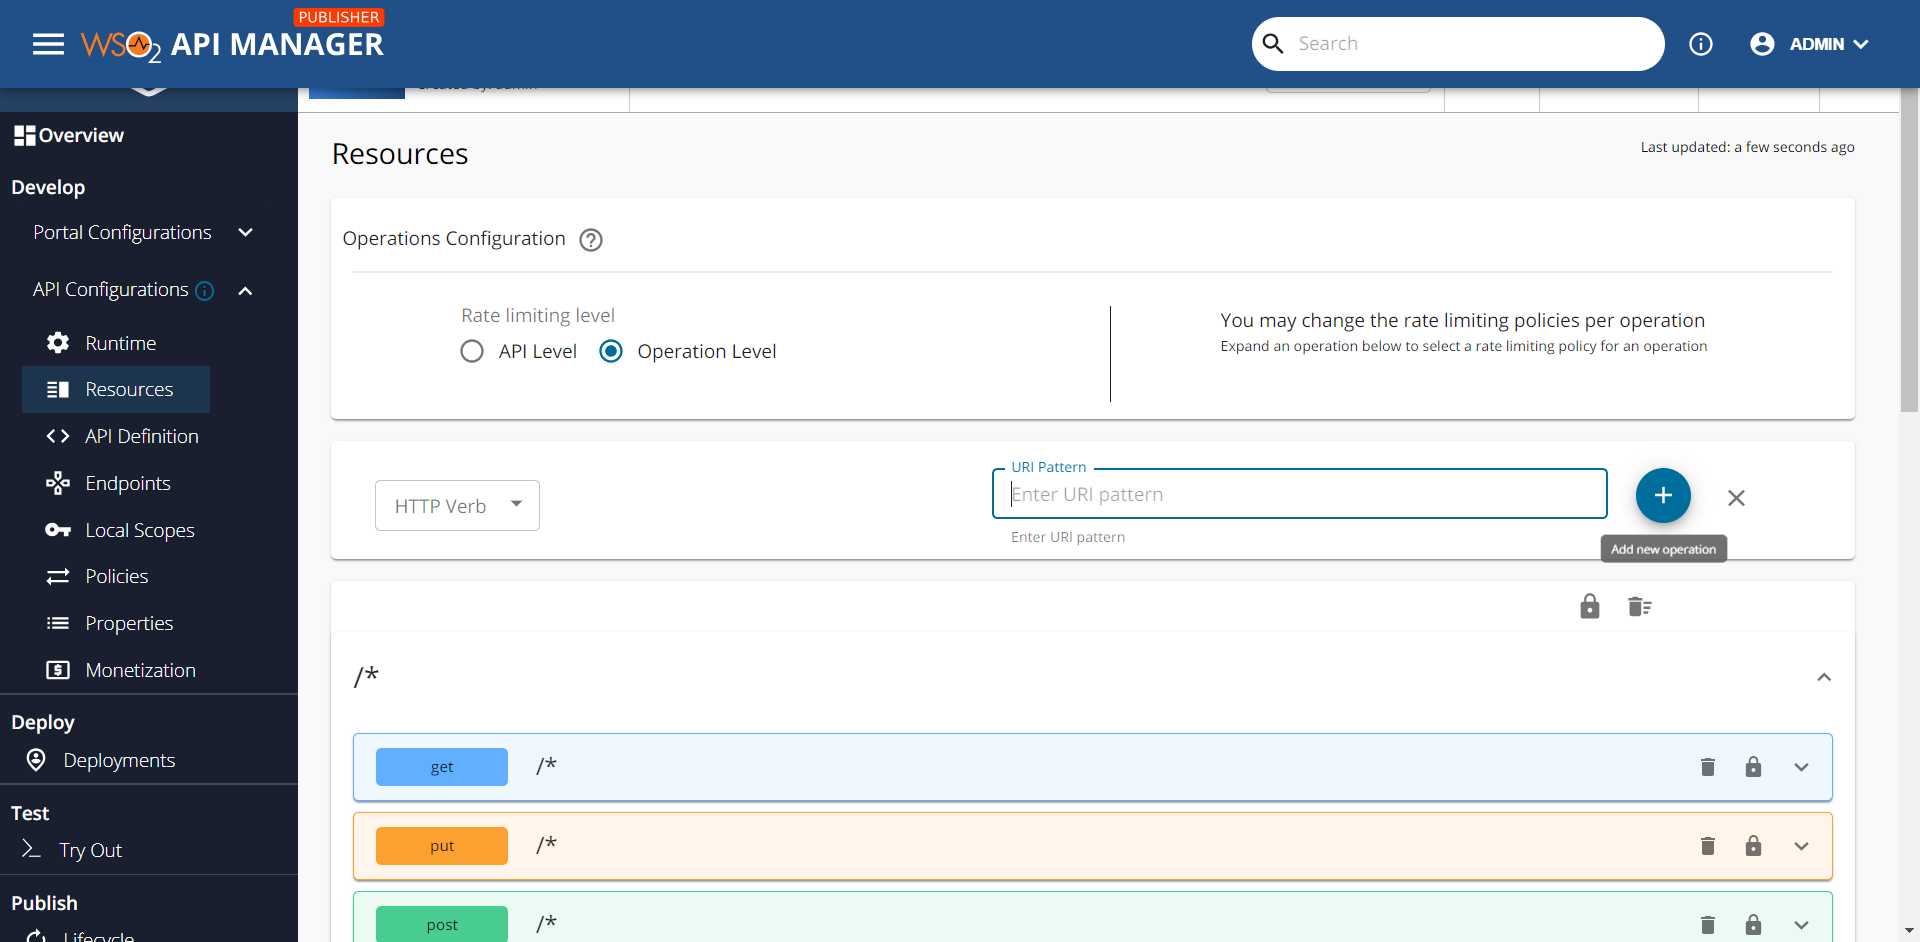 PUBLISHER
WSO2 API MANAGER
Search
ADMIN
Overview
Develop
Portal Configurations
API Configurations
Runtime
Resources
API Definition
Endpoints
Local Scopes
Policies
Properties
Monetization
Deploy
Deployments
Test
Try Out
Publish
Lifecycle
Resources
Last updated: a few seconds ago
Operations Configuration
Rate limiting level
API Level
Operation Level
You may change the rate limiting policies per operation
Expand an operation below to select a rate limiting policy for an operation
HTTP Verb
URI Pattern
Enter URI pattern
Enter URI pattern
Add new operation
/*
get /*
put /*
post /*